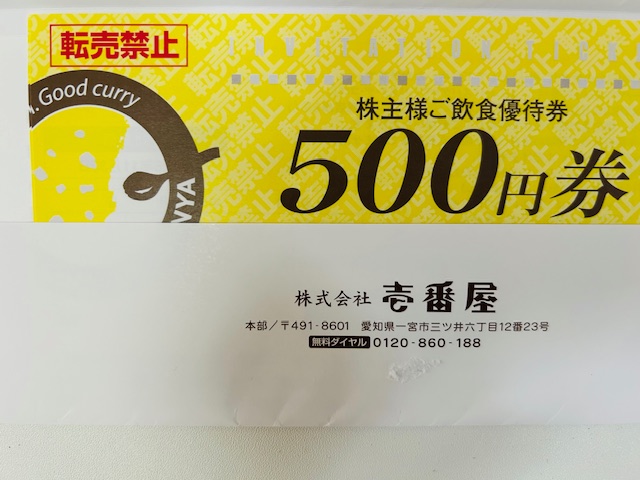 転売禁止
INVITATION TICK
. Good curry
株主様ご飲食優待券
500円券
VYA
株式会社 壱番屋
本部／〒491-8601 愛知県一宮市三ツ井六丁目12番23号
無料ダイヤル 0120-860-188